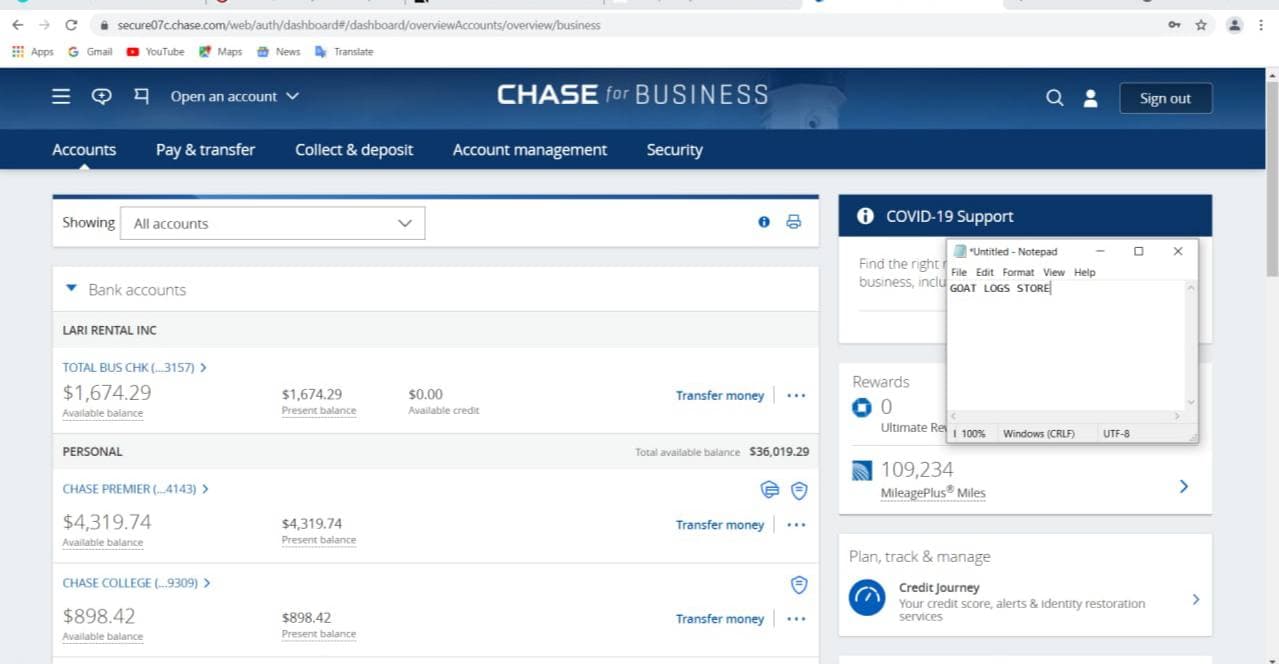 secure07c.chase.com/web/auth/dashboard#/dashboard/overviewAccounts/overview/business
Apps Gmail YouTube Maps News Translate
Open an account
CHASE for BUSINESS
Sign out
Accounts Pay & transfer Collect & deposit Account management Security
Showing All accounts
COVID-19 Support
Find the right
business, inclu
*Untitled - Notepad
File Edit Format View Help
GOAT LOGS STORE
100% Windows (CRLF) UTF-8
Bank accounts
LARI RENTAL INC
TOTAL BUS CHK (...3157)
$1,674.29 $1,674.29 $0.00 Transfer money
Available balance Present balance Available credit
PERSONAL Total available balance $36,019.29
CHASE PREMIER (...4143)
$4,319.74 $4,319.74 Transfer money
Available balance Present balance
CHASE COLLEGE (...9309)
$898.42 $898.42 Transfer money
Available balance Present balance
Rewards
0
Ultimate Re
109,234
MileagePlus® Miles
Plan, track & manage
Credit Journey
Your credit score, alerts & identity restoration
services